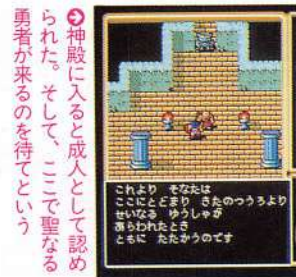 ➲神殿に入ると成人として認め
られた。そして、ここで聖なる
勇者が来るのを待てという
これより そなたは
ここにとどまり きたのつうろより
せいなる ゆうしゃが
あらわれたとき
ともに たたかうのです